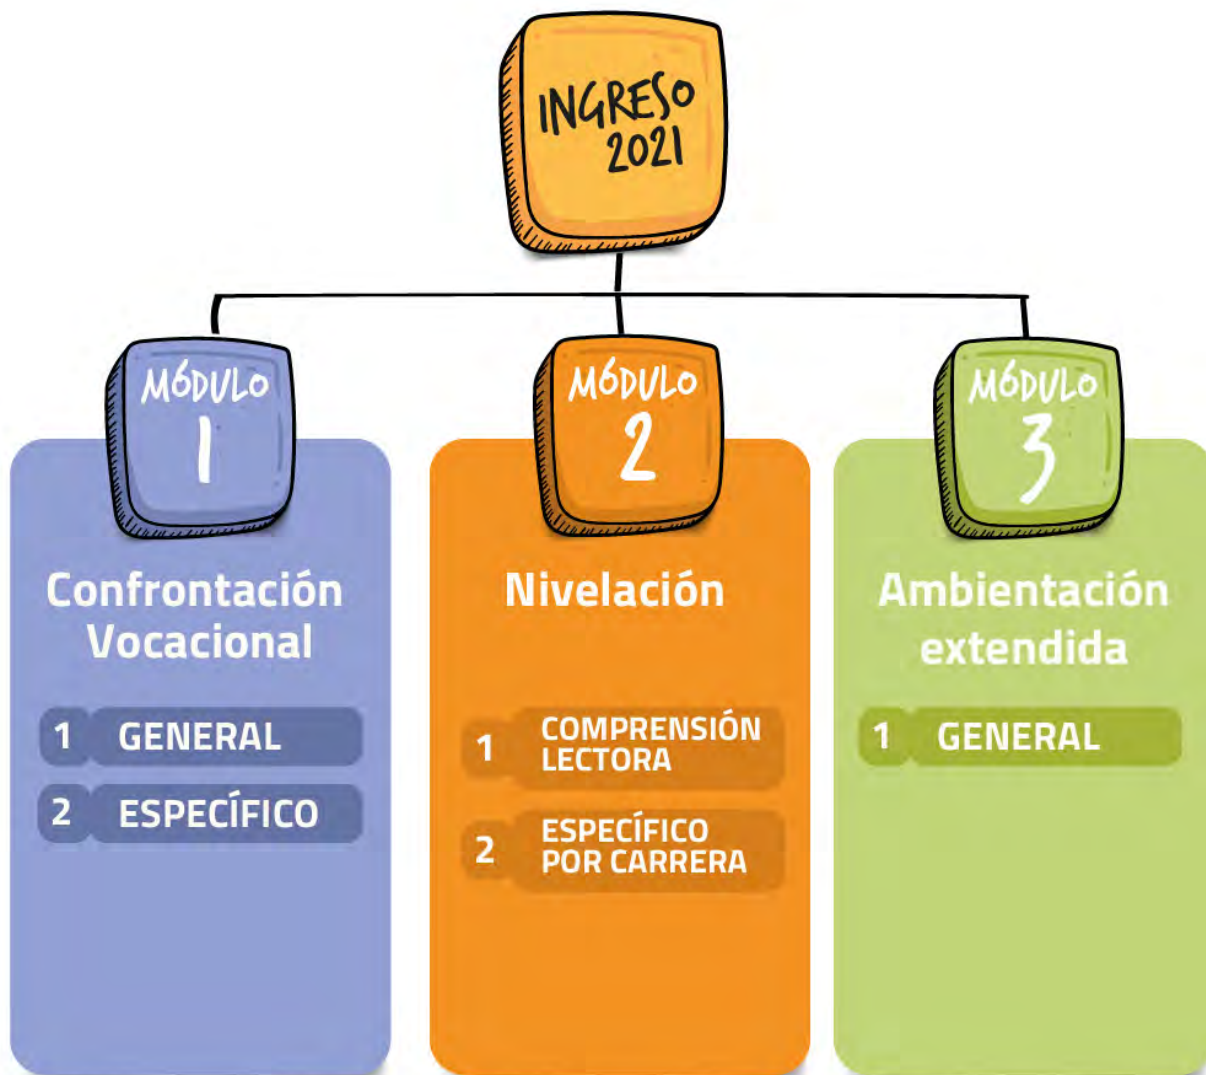 INGRESO
2021
MÓDULO
1
Confrontación
Vocacional
1 GENERAL
2 ESPECÍFICO
MÓDULO
2
Nivelación
1 COMPRENSIÓN
LECTORA
2 ESPECÍFICO
POR CARRERA
MÓDULO
3
Ambientación
extendida
1 GENERAL